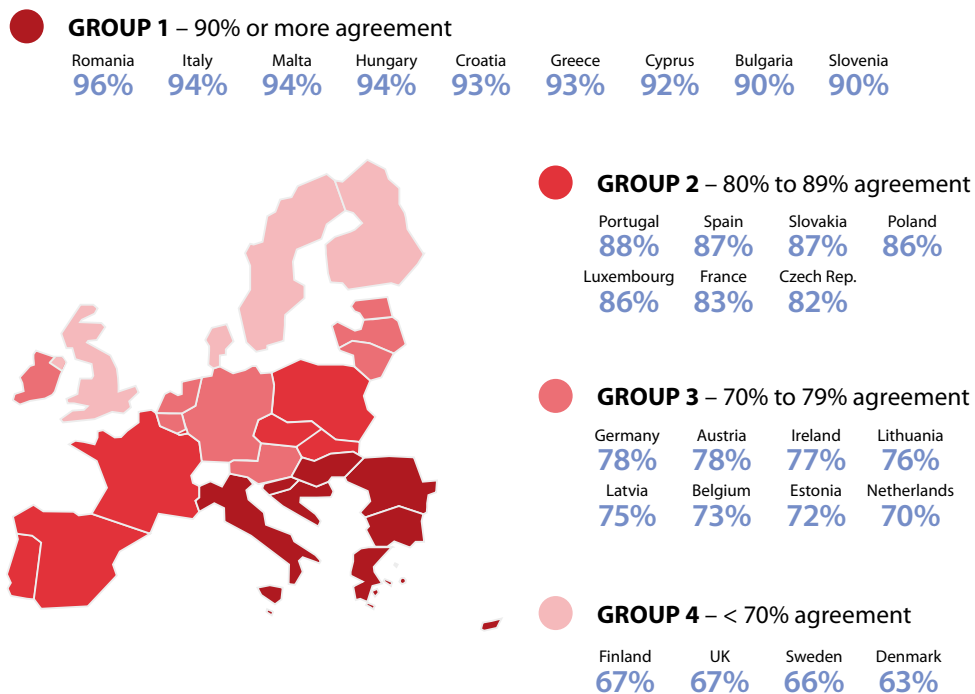 GROUP 1 – 90% or more agreement
Romania Italy Malta Hungary Croatia Greece Cyprus Bulgaria Slovenia
96% 94% 94% 94% 93% 93% 92% 90% 90%
GROUP 2 – 80% to 89% agreement
Portugal Spain Slovakia Poland
88% 87% 87% 86%
Luxembourg France Czech Rep.
86% 83% 82%
GROUP 3 – 70% to 79% agreement
Germany Austria Ireland Lithuania
78% 78% 77% 76%
Latvia Belgium Estonia Netherlands
75% 73% 72% 70%
GROUP 4 – < 70% agreement
Finland UK Sweden Denmark
67% 67% 66% 63%